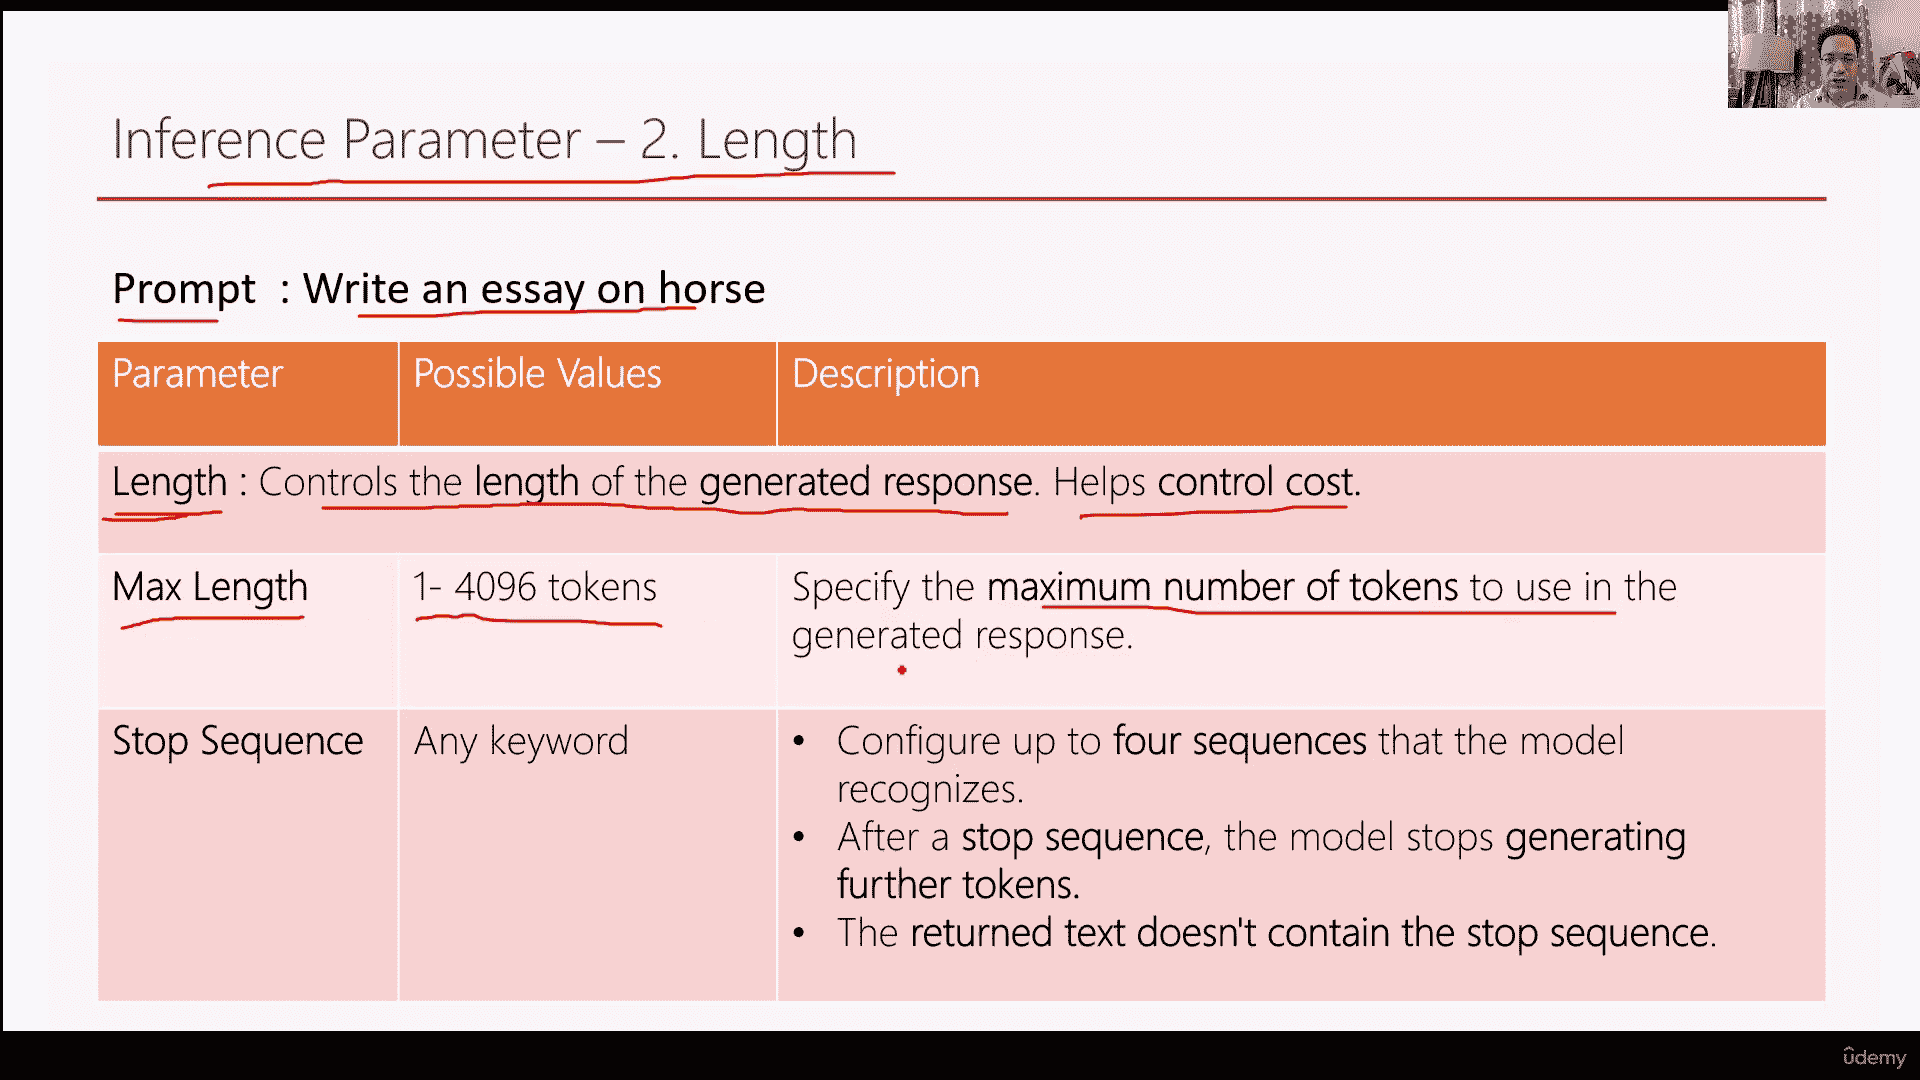 Inference Parameter – 2. Length
Prompt : Write an essay on horse
Parameter Possible Values Description
Length : Controls the length of the generated response. Helps control cost.
Max Length 1- 4096 tokens Specify the maximum number of tokens to use in the
generated response.
Stop Sequence Any keyword • Configure up to four sequences that the model
recognizes.
• After a stop sequence, the model stops generating
further tokens.
• The returned text doesn't contain the stop sequence.
ûdemy